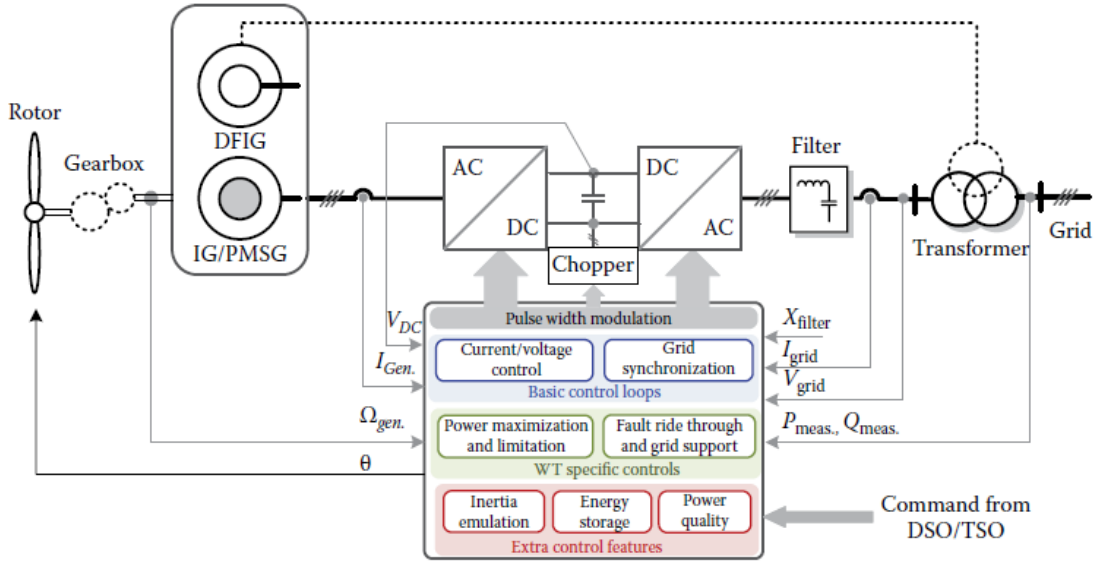 Rotor
Gearbox
DFIG
IG/PMSG
AC
DC
DC
AC
Chopper
Filter
Transformer
Grid
Pulse width modulation
Current/voltage
control
Grid
synchronization
Basic control loops
Power maximization
and limitation
Fault ride through
and grid support
WT specific controls
Inertia
emulation
Energy
storage
Power
quality
Extra control features
V_DC
I_Gen.
Ω_gen.
θ
X_filter
I_grid
V_grid
P_meas., Q_meas.
Command from
DSO/TSO